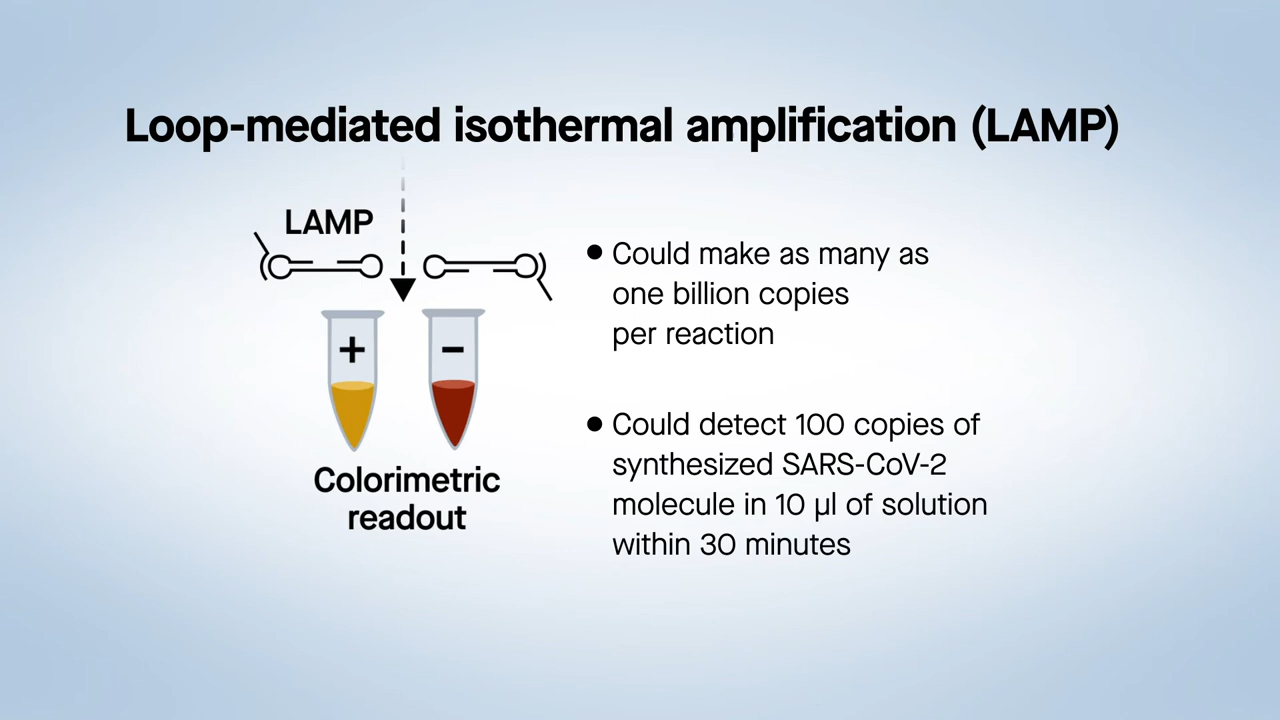 Loop-mediated isothermal amplification (LAMP)
LAMP
+
−
Colorimetric
readout
● Could make as many as
one billion copies
per reaction
● Could detect 100 copies of
synthesized SARS-CoV-2
molecule in 10 µl of solution
within 30 minutes